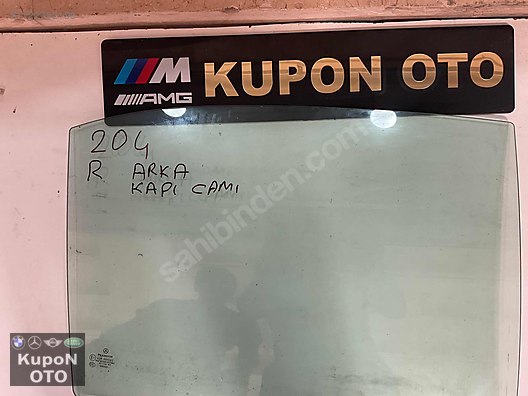 M
AMG
KUPON OTO
204
R ARKA
KAPI CAMI
sahibinden.com
KupoN
OTO